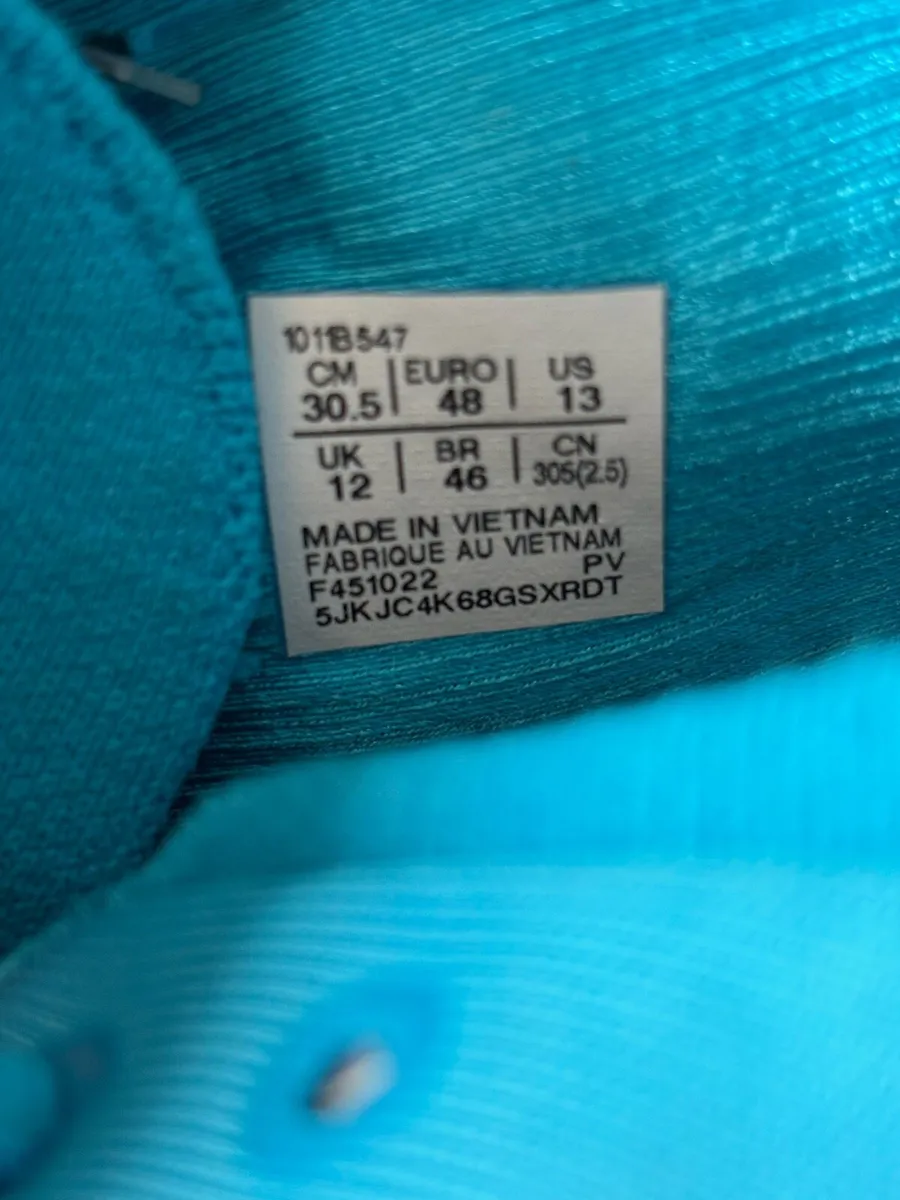 1011B547
CM | EURO | US
30.5 | 48 | 13
UK | BR | CN
12 | 46 | 305(2.5)
MADE IN VIETNAM
FABRIQUE AU VIETNAM
F451022 PV
5JKJC4K68GSXRDT